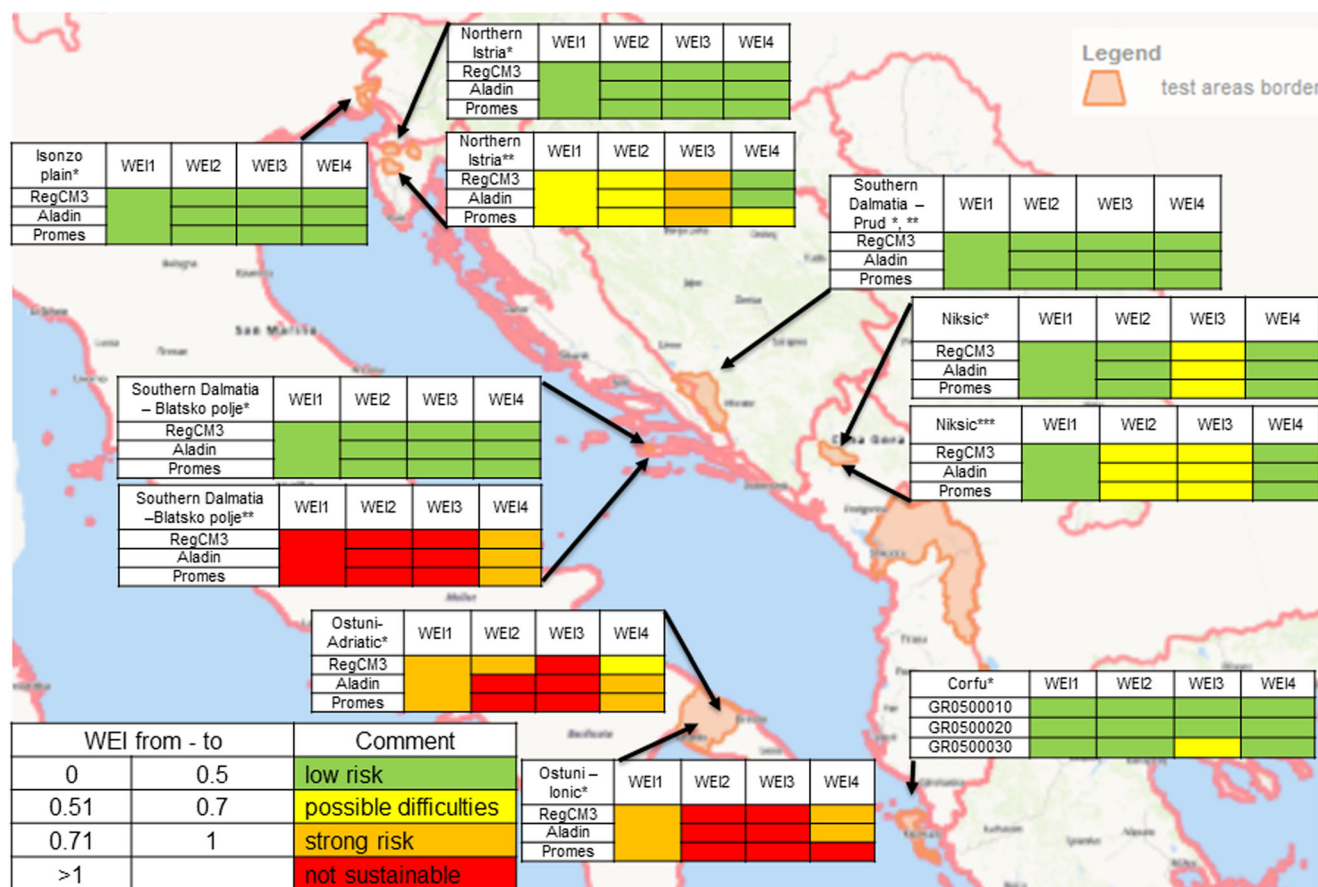 Legend
test areas border
Northern
Istria*
WEI1 WEI2 WEI3 WEI4
RegCM3
Aladin
Promes
Isonzo
plain*
WEI1 WEI2 WEI3 WEI4
RegCM3
Aladin
Promes
Northern
Istria**
WEI1 WEI2 WEI3 WEI4
RegCM3
Aladin
Promes
Southern
Dalmatia –
Prud *, **
WEI1 WEI2 WEI3 WEI4
RegCM3
Aladin
Promes
Niksic* WEI1 WEI2 WEI3 WEI4
RegCM3
Aladin
Promes
Niksic*** WEI1 WEI2 WEI3 WEI4
RegCM3
Aladin
Promes
San Marino
Southern Dalmatia
– Blatsko polje*
WEI1 WEI2 WEI3 WEI4
RegCM3
Aladin
Promes
Southern Dalmatia
–Blatsko polje**
WEI1 WEI2 WEI3 WEI4
RegCM3
Aladin
Promes
Ostuni-
Adriatic*
WEI1 WEI2 WEI3 WEI4
RegCM3
Aladin
Promes
Corfu* WEI1 WEI2 WEI3 WEI4
GR0500010
GR0500020
GR0500030
Ostuni –
Ionic*
WEI1 WEI2 WEI3 WEI4
RegCM3
Aladin
Promes
WEI from - to Comment
0 0.5 low risk
0.51 0.7 possible difficulties
0.71 1 strong risk
>1 not sustainable